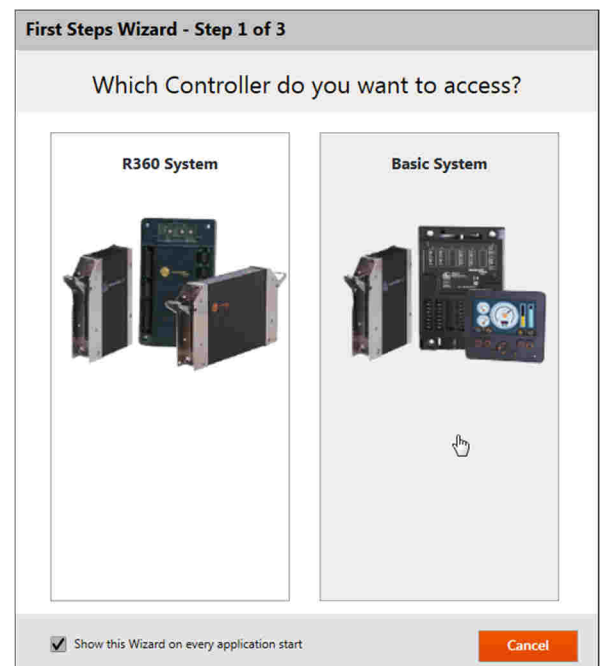 First Steps Wizard - Step 1 of 3
Which Controller do you want to access?
R360 System
Basic System
Show this Wizard on every application start
Cancel